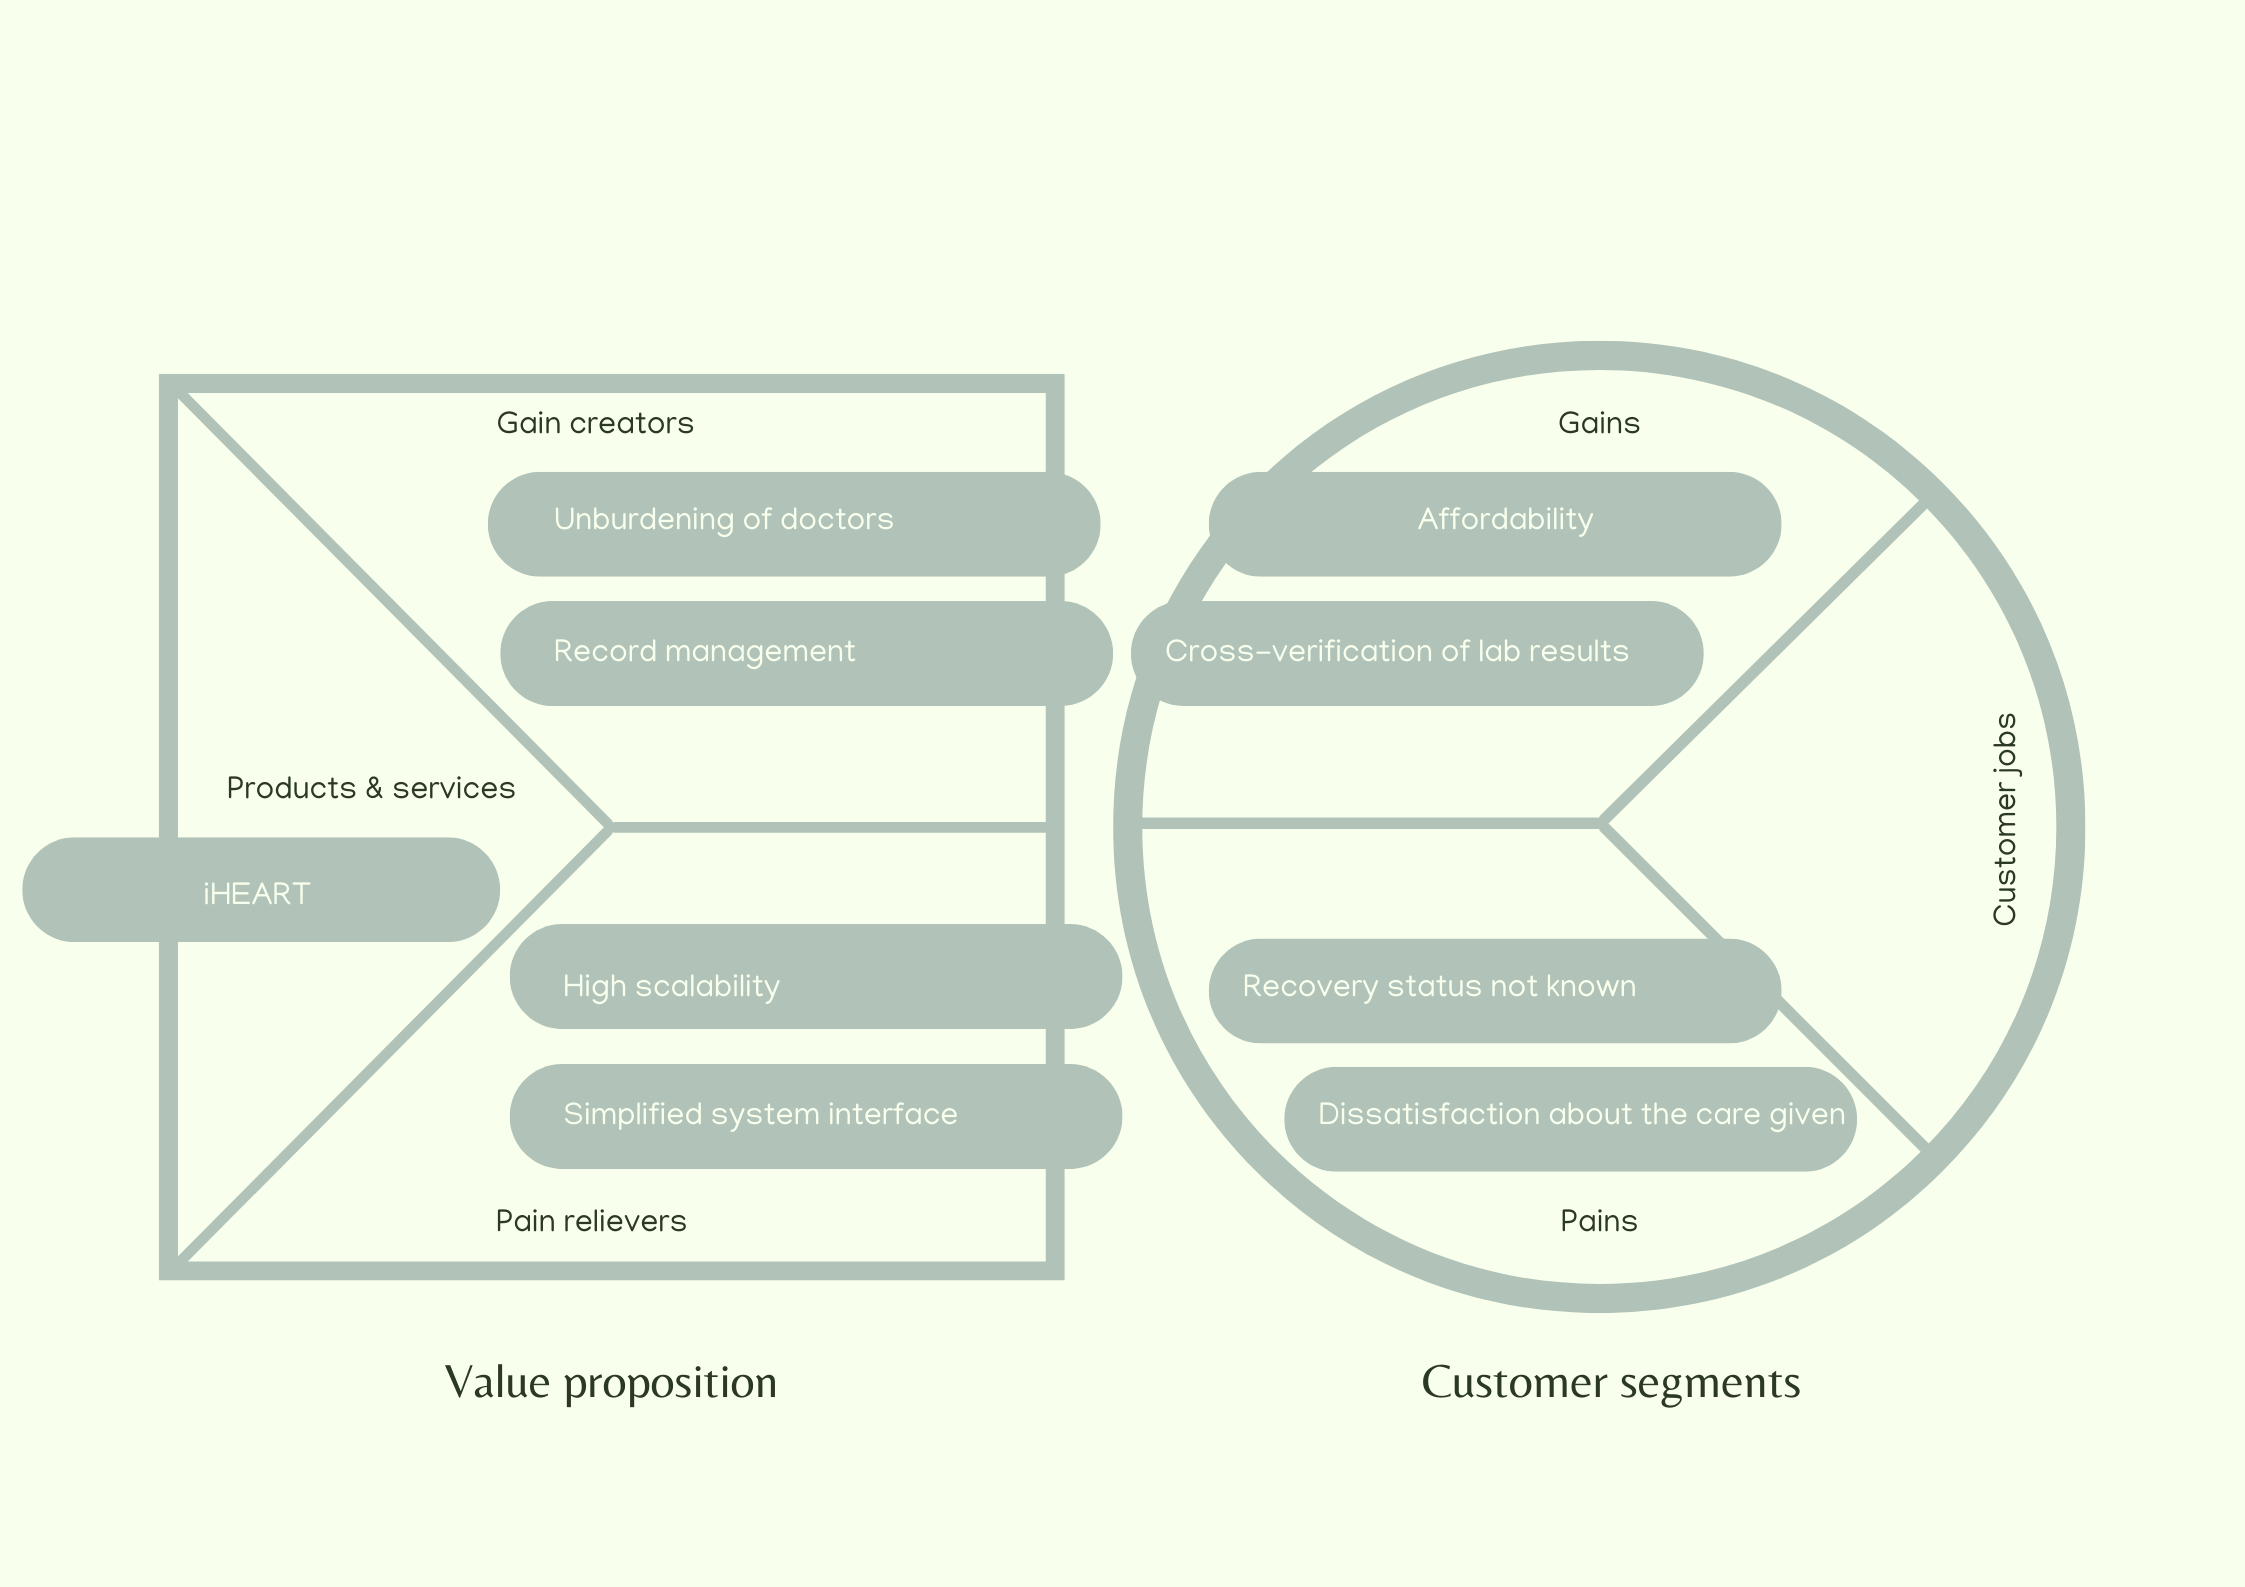 Gain creators
Unburdening of doctors
Record management
Products & services
iHEART
High scalability
Simplified system interface
Pain relievers
Value proposition
Gains
Affordability
Cross-verification of lab results
Customer jobs
Recovery status not known
Dissatisfaction about the care given
Pains
Customer segments